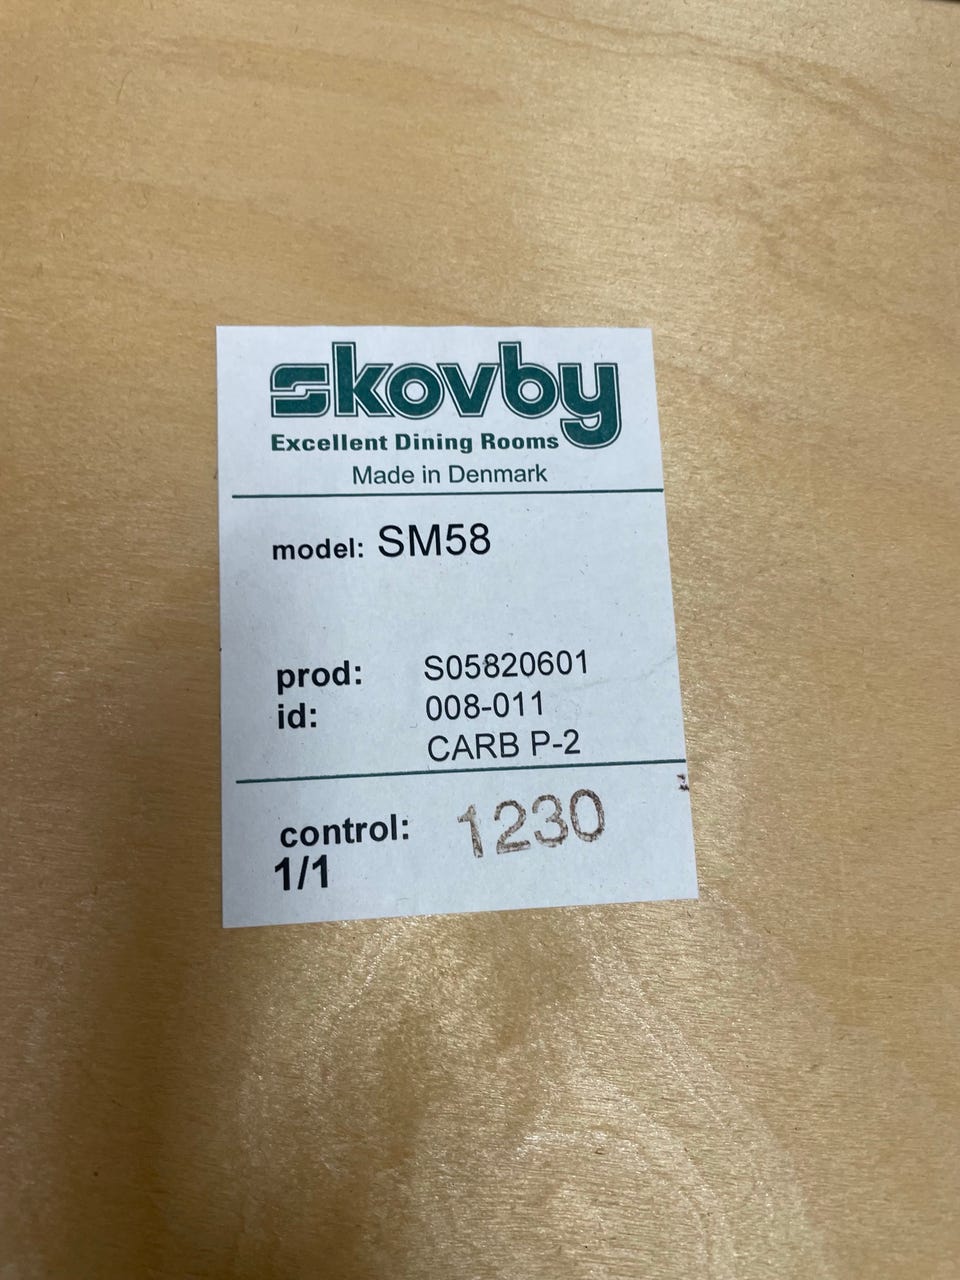 skovby
Excellent Dining Rooms
Made in Denmark
model: SM58
prod: S05820601
id: 008-011
CARB P-2
control: 1230
1/1